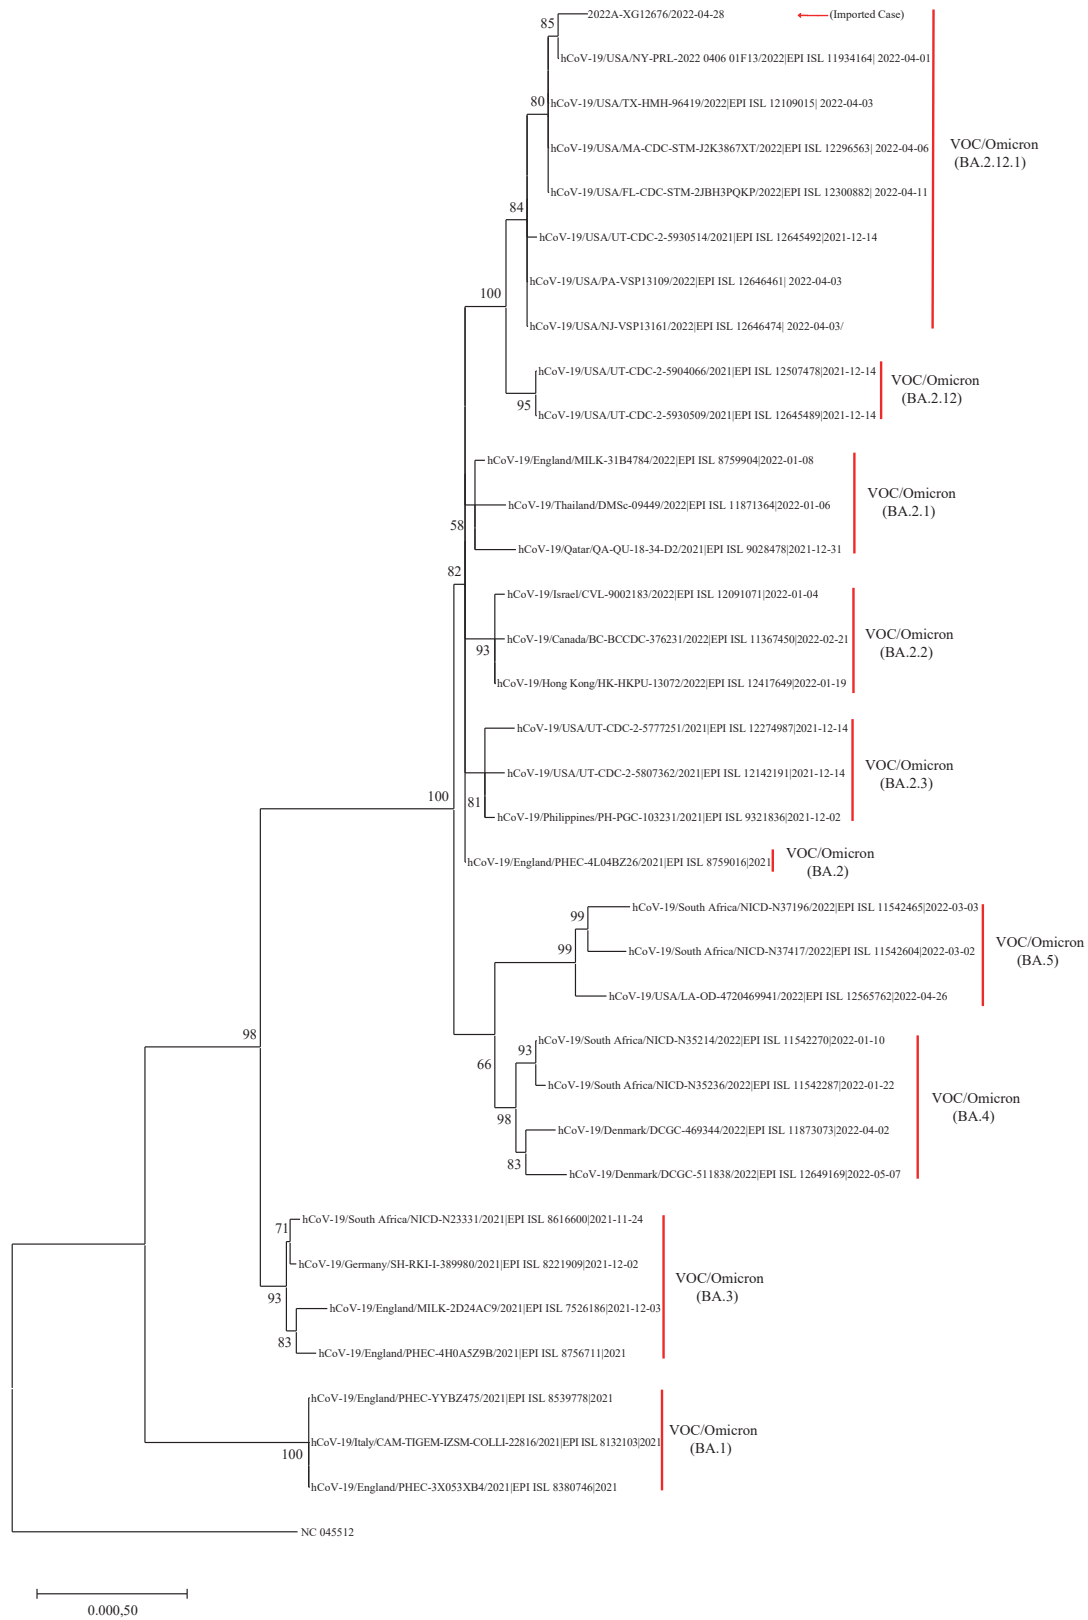 85
2022A-XG12676/2022-04-28
(Imported Case)
hCoV-19/USA/NY-PRL-2022 0406 01F13/2022|EPI ISL 11934164| 2022-04-01
80
hCoV-19/USA/TX-HMH-96419/2022|EPI ISL 12109015| 2022-04-03
hCoV-19/USA/MA-CDC-STM-J2K3867XT/2022|EPI ISL 12296563| 2022-04-06
VOC/Omicron
(BA.2.12.1)
hCoV-19/USA/FL-CDC-STM-2JBH3PQKP/2022|EPI ISL 12300882| 2022-04-11
84
hCoV-19/USA/UT-CDC-2-5930514/2021|EPI ISL 12645492|2021-12-14
hCoV-19/USA/PA-VSP13109/2022|EPI ISL 12646461| 2022-04-03
100
hCoV-19/USA/NJ-VSP13161/2022|EPI ISL 12646474| 2022-04-03/
hCoV-19/USA/UT-CDC-2-5904066/2021|EPI ISL 12507478|2021-12-14
VOC/Omicron
(BA.2.12)
95
hCoV-19/USA/UT-CDC-2-5930509/2021|EPI ISL 12645489|2021-12-14
hCoV-19/England/MILK-31B4784/2022|EPI ISL 8759904|2022-01-08
hCoV-19/Thailand/DMSc-09449/2022|EPI ISL 11871364|2022-01-06
VOC/Omicron
(BA.2.1)
58
hCoV-19/Qatar/QA-QU-18-34-D2/2021|EPI ISL 9028478|2021-12-31
82
hCoV-19/Israel/CVL-9002183/2022|EPI ISL 12091071|2022-01-04
hCoV-19/Canada/BC-BCCDC-376231/2022|EPI ISL 11367450|2022-02-21
VOC/Omicron
(BA.2.2)
93
hCoV-19/Hong Kong/HK-HKPU-13072/2022|EPI ISL 12417649|2022-01-19
hCoV-19/USA/UT-CDC-2-5777251/2021|EPI ISL 12274987|2021-12-14
hCoV-19/USA/UT-CDC-2-5807362/2021|EPI ISL 12142191|2021-12-14
VOC/Omicron
(BA.2.3)
100
81
hCoV-19/Philippines/PH-PGC-103231/2021|EPI ISL 9321836|2021-12-02
hCoV-19/England/PHEC-4L04BZ26/2021|EPI ISL 8759016|2021
VOC/Omicron
(BA.2)
99
hCoV-19/South Africa/NICD-N37196/2022|EPI ISL 11542465|2022-03-03
99
hCoV-19/South Africa/NICD-N37417/2022|EPI ISL 11542604|2022-03-02
VOC/Omicron
(BA.5)
hCoV-19/USA/LA-OD-4720469941/2022|EPI ISL 12565762|2022-04-26
98
66
93
hCoV-19/South Africa/NICD-N35214/2022|EPI ISL 11542270|2022-01-10
hCoV-19/South Africa/NICD-N35236/2022|EPI ISL 11542287|2022-01-22
VOC/Omicron
(BA.4)
98
hCoV-19/Denmark/DCGC-469344/2022|EPI ISL 11873073|2022-04-02
83
hCoV-19/Denmark/DCGC-511838/2022|EPI ISL 12649169|2022-05-07
71
hCoV-19/South Africa/NICD-N23331/2021|EPI ISL 8616600|2021-11-24
hCoV-19/Germany/SH-RKI-I-389980/2021|EPI ISL 8221909|2021-12-02
VOC/Omicron
(BA.3)
93
hCoV-19/England/MILK-2D24AC9/2021|EPI ISL 7526186|2021-12-03
83
hCoV-19/England/PHEC-4H0A5Z9B/2021|EPI ISL 8756711|2021
hCoV-19/England/PHEC-YYBZ475/2021|EPI ISL 8539778|2021
hCoV-19/Italy/CAM-TIGEM-IZSM-COLLI-22816/2021|EPI ISL 8132103|2021
VOC/Omicron
(BA.1)
100
hCoV-19/England/PHEC-3X053XB4/2021|EPI ISL 8380746|2021
NC 045512
0.000,50